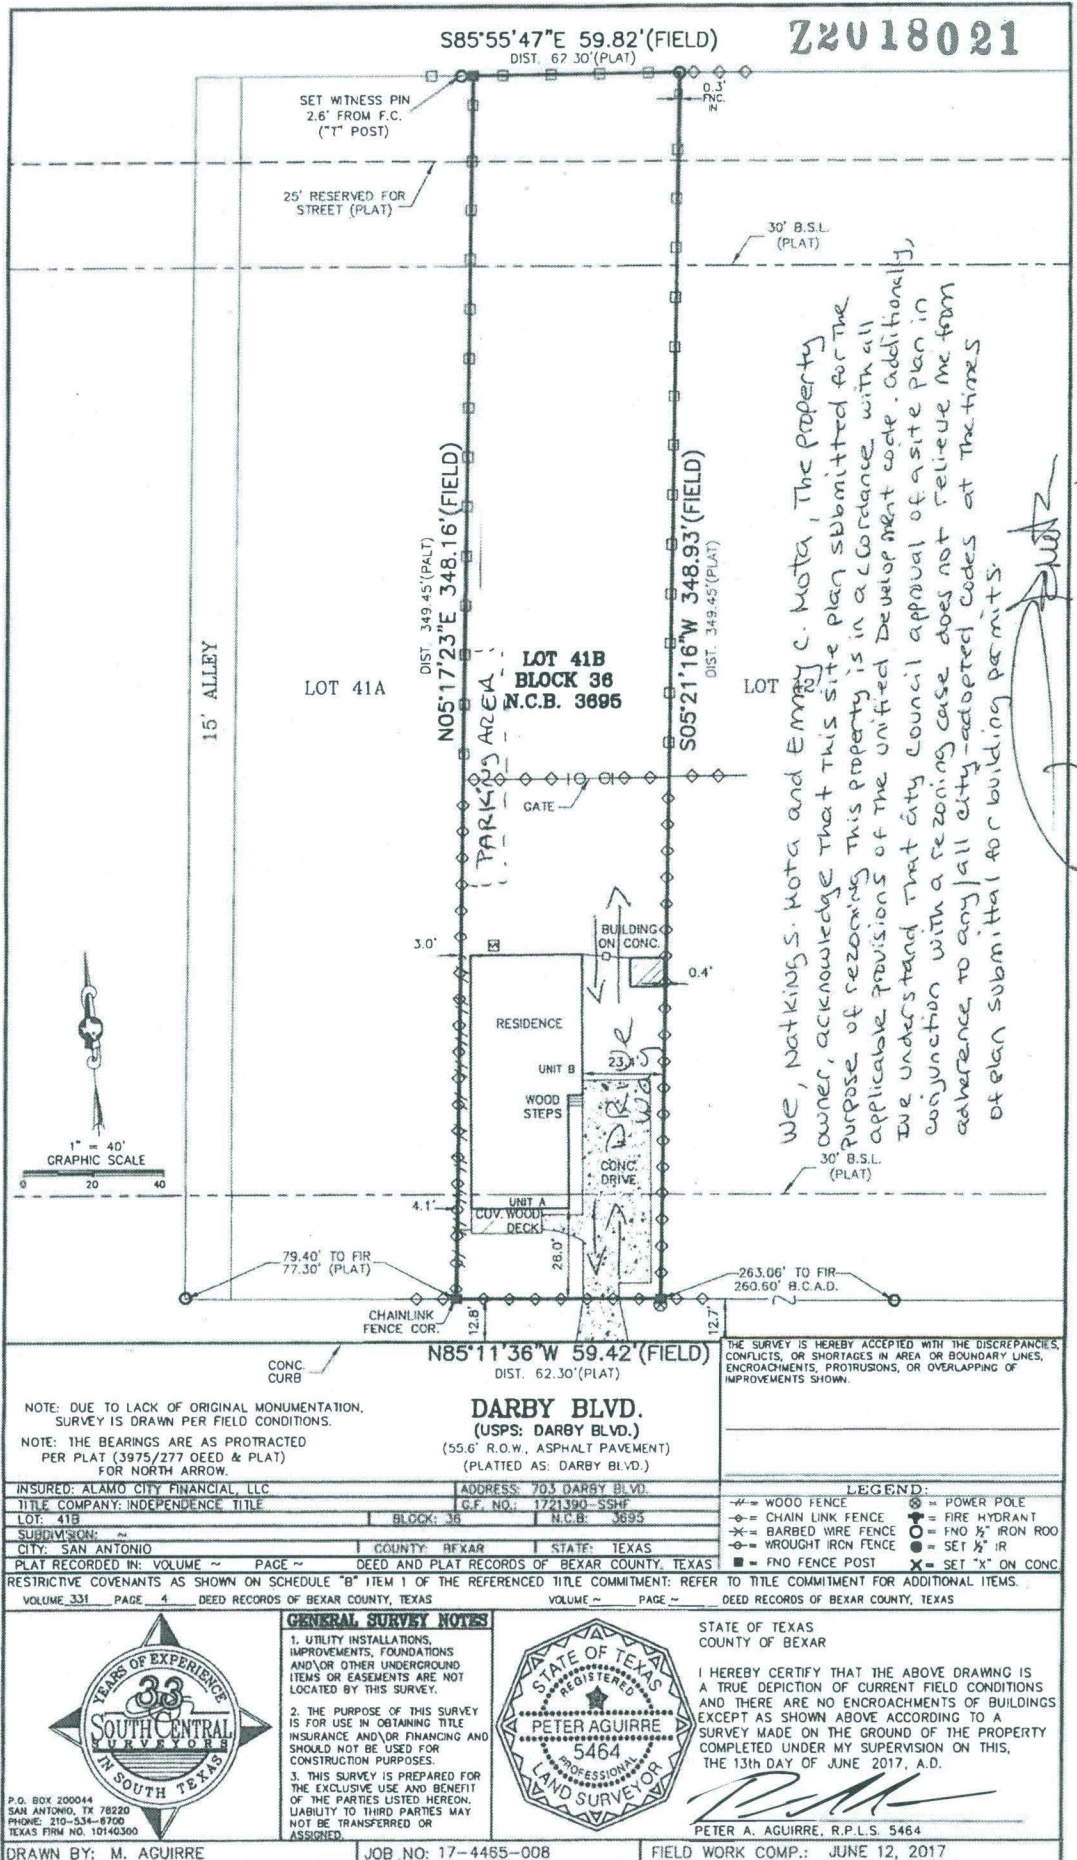 Z2018021
S85°55'47"E 59.82'(FIELD)
DIST. 62 30'(PLAT)
0.3'
FNC.
IN
SET WITNESS PIN
2.6' FROM F.C.
("T" POST)
25' RESERVED FOR
STREET (PLAT)
30' B.S.L.
(PLAT)
We, Natking S. Mota and Emmy C. Mota, The property
owner, acknowledge That This site plan submitted for The
Purpose of rezoning This property is in accordance with all
applicable provisions of The unified Development code. additionally,
I we understand That City Council approval of a site Plan in
conjunction with a rezoning case does not relieve me from
adherence to any/all City-adopted Codes at The times
of plan submittal for building permits.
N05°17'23"E 348.16'(FIELD)
DIST. 349.45'(PALT)
S05°21'16"W 348.93'(FIELD)
DIST. 349.45'(PLAT)
15' ALLEY
LOT 41A
LOT 41B
BLOCK 36
N.C.B. 3695
LOT
PARKING AREA
GATE
BUILDING
ON CONC.
3.0'
M
0.4'
RESIDENCE
UNIT B
23.4'
WOOD
STEPS
DRIVE
way
CONC.
DRIVE
1" = 40'
GRAPHIC SCALE
0 20 40
30' B.S.L.
(PLAT)
4.1'
UNIT A
CUV. WOOD
DECK
26.0'
79.40' TO FIR
77.30' (PLAT)
263.06' TO FIR
260.60' B.C.A.D.
CHAINLINK
FENCE COR.
12.8'
12.7'
CONC.
CURB
N85°11'36"W 59.42'(FIELD)
DIST. 62.30'(PLAT)
THE SURVEY IS HEREBY ACCEPTED WITH THE DISCREPANCIES,
CONFLICTS, OR SHORTAGES IN AREA OR BOUNDARY LINES,
ENCROACHMENTS, PROTRUSIONS, OR OVERLAPPING OF
IMPROVEMENTS SHOWN.
NOTE: DUE TO LACK OF ORIGINAL MONUMENTATION,
SURVEY IS DRAWN PER FIELD CONDITIONS.
NOTE: THE BEARINGS ARE AS PROTRACTED
PER PLAT (3975/277 OEED & PLAT)
FOR NORTH ARROW.
DARBY BLVD.
(USPS: DARBY BLVD.)
(55.6' R.O.W., ASPHALT PAVEMENT)
(PLATTED AS: DARBY BLVD.)
INSURED: ALAMO CITY FINANCIAL, LLC ADDRESS: 703 DARBY BLVD.
TITLE COMPANY: INDEPENDENCE TITLE G.F. NO.: 1721390-SSHF
LOT: 41B BLOCK: 36 N.C.B: 3695
SUBDIVISION: ~
CITY: SAN ANTONIO COUNTY: BEXAR STATE: TEXAS
PLAT RECORDED IN: VOLUME ~ PAGE ~ DEED AND PLAT RECORDS OF BEXAR COUNTY, TEXAS
LEGEND:
= WOOD FENCE = POWER POLE
= CHAIN LINK FENCE = FIRE HYDRANT
= BARBED WIRE FENCE = FND ½" IRON ROD
= WROUGHT IRON FENCE = SET ½" IR
= FND FENCE POST = SET "X" ON CONC
RESTRICTIVE COVENANTS AS SHOWN ON SCHEDULE "B" ITEM 1 OF THE REFERENCED TITLE COMMITMENT: REFER TO TITLE COMMITMENT FOR ADDITIONAL ITEMS.
VOLUME 331 PAGE 4 DEED RECORDS OF BEXAR COUNTY, TEXAS VOLUME ~ PAGE ~ DEED RECORDS OF BEXAR COUNTY, TEXAS
YEARS OF EXPERIENCE
33
SOUTH CENTRAL
SURVEYORS
IN SOUTH TEXAS
P.O. BOX 200044
SAN ANTONIO, TX 78220
PHONE: 210-534-6700
TEXAS FIRM NO. 10140300
GENERAL SURVEY NOTES
1. UTILITY INSTALLATIONS,
IMPROVEMENTS, FOUNDATIONS
AND\OR OTHER UNDERGROUND
ITEMS OR EASEMENTS ARE NOT
LOCATED BY THIS SURVEY.
2. THE PURPOSE OF THIS SURVEY
IS FOR USE IN OBTAINING TITLE
INSURANCE AND\OR FINANCING AND
SHOULD NOT BE USED FOR
CONSTRUCTION PURPOSES.
3. THIS SURVEY IS PREPARED FOR
THE EXCLUSIVE USE AND BENEFIT
OF THE PARTIES LISTED HEREON.
LIABILITY TO THIRD PARTIES MAY
NOT BE TRANSFERRED OR
ASSIGNED.
STATE OF TEXAS
REGISTERED
PETER AGUIRRE
5464
PROFESSIONAL
LAND SURVEYOR
STATE OF TEXAS
COUNTY OF BEXAR
I HEREBY CERTIFY THAT THE ABOVE DRAWING IS
A TRUE DEPICTION OF CURRENT FIELD CONDITIONS
AND THERE ARE NO ENCROACHMENTS OF BUILDINGS
EXCEPT AS SHOWN ABOVE ACCORDING TO A
SURVEY MADE ON THE GROUND OF THE PROPERTY
COMPLETED UNDER MY SUPERVISION ON THIS,
THE 13th DAY OF JUNE 2017, A.D.
PETER A. AGUIRRE, R.P.L.S. 5464
DRAWN BY: M. AGUIRRE JOB NO: 17-4465-008 FIELD WORK COMP.: JUNE 12, 2017